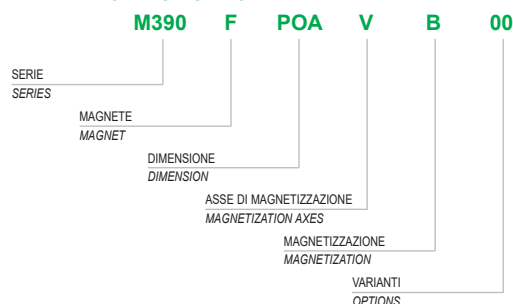 M390 F POA V B 00
SERIE
SERIES
MAGNETE
MAGNET
DIMENSIONE
DIMENSION
ASSE DI MAGNETIZZAZIONE
MAGNETIZATION AXES
MAGNETIZZAZIONE
MAGNETIZATION
VARIANTI
OPTIONS